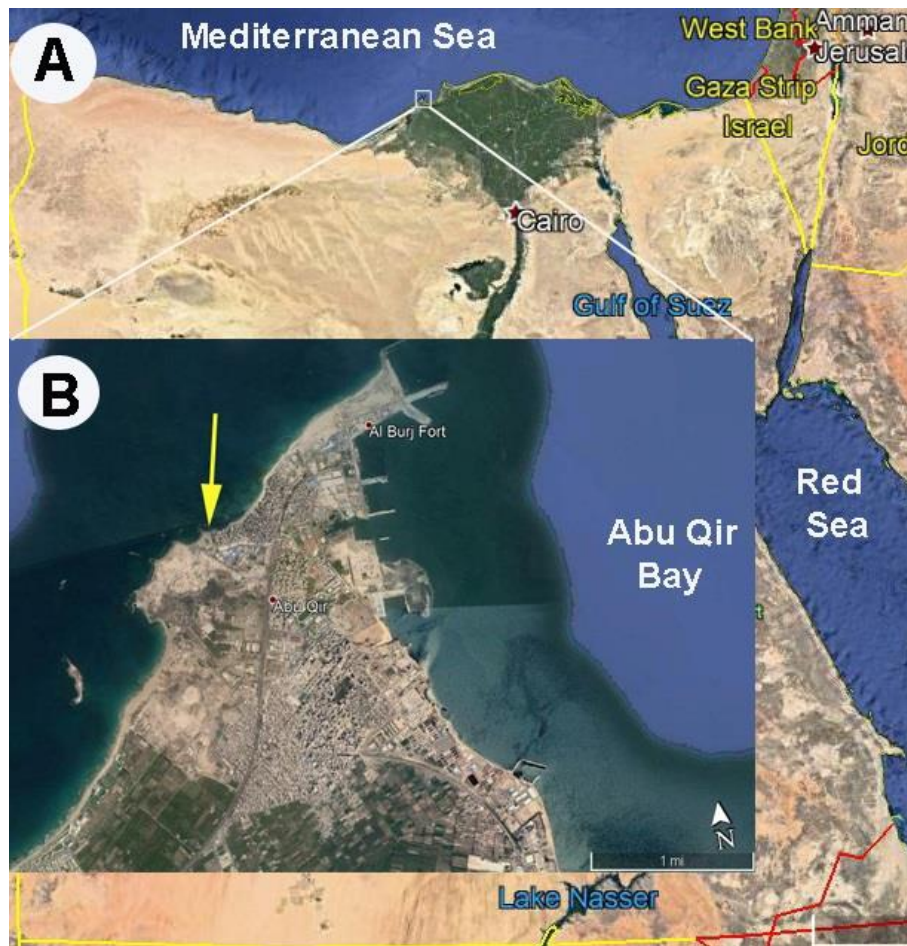 A
Mediterranean Sea
West Bank
Amman
Jerusal
Gaza Strip
Israel
Jord
Cairo
Gulf of Suez
B
Al Burj Fort
Red
Sea
Abu Qir
Bay
Abu Qir
N
1 mi
Lake Nasser